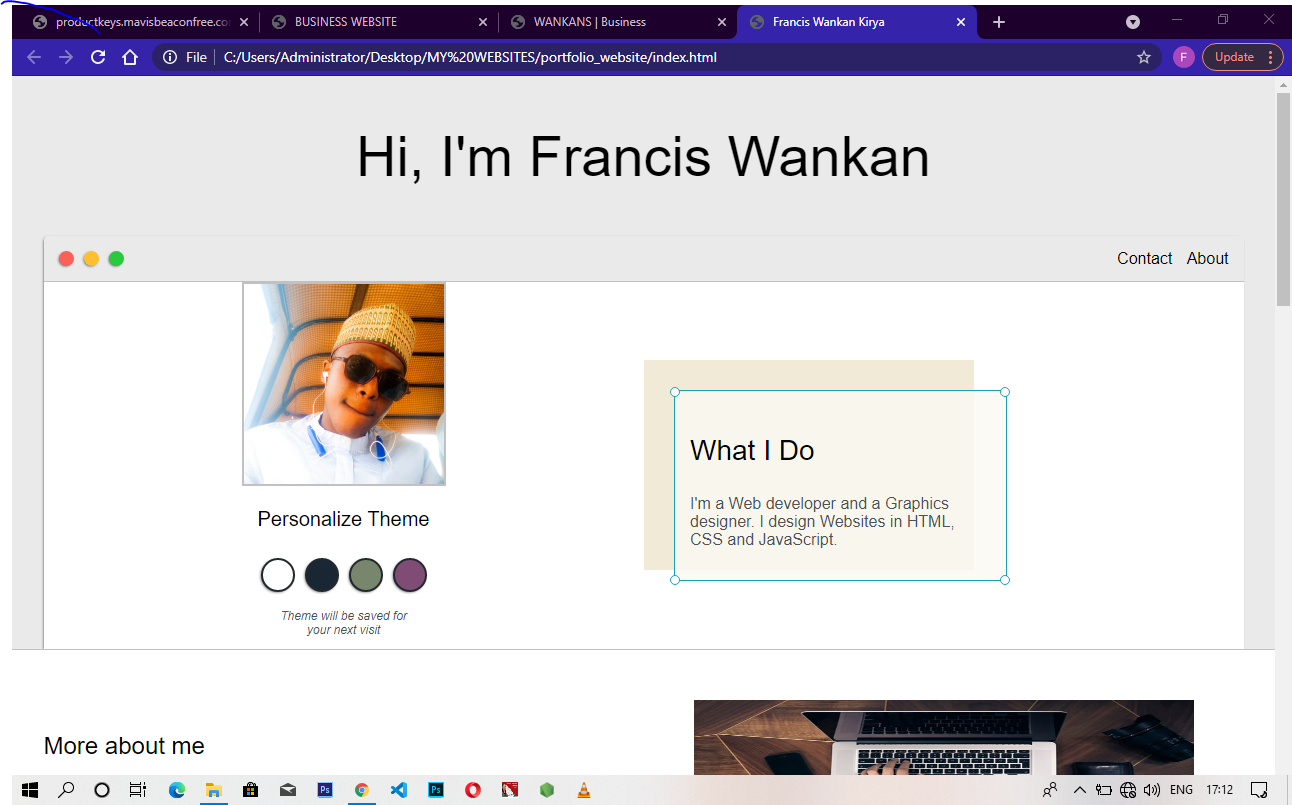 productkeys.mavisbeaconfree.co
BUSINESS WEBSITE
WANKANS | Business
Francis Wankan Kirya
File
C:/Users/Administrator/Desktop/MY%20WEBSITES/portfolio_website/index.html
F
Update
Hi, I'm Francis Wankan
Contact About
What I Do
I'm a Web developer and a Graphics
designer. I design Websites in HTML,
CSS and JavaScript.
Personalize Theme
Theme will be saved for
your next visit
More about me
Ps
Ps
ENG
17:12